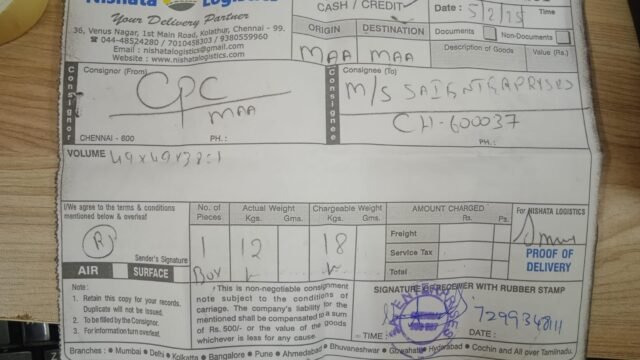 Nishata Logistics
Your Delivery Partner
36, Venus Nagar, 1st Main Road, Kolathur, Chennai - 99.
☎ 044-48524280 / 7010458303 / 9380559960
Email : nishatalogistics@gmail.com
Website : www.nishatalogistics.com
CASH / CREDIT
Date : 5/2/25 Time
ORIGIN DESTINATION
MAA MAA
Documents Non-Documents
Description of Goods Value (Rs.)
Consignor
Consignor (From)
CPC
MAA
CHENNAI - 600 PH. :
Consignee
Consignee (To)
M/S
CH-600037
PH. :
VOLUME 49x49x38=1
I/We agree to the terms & conditions
mentioned below & overleaf
Sender's Signature
AIR SURFACE
No. of Pieces
1
Box
Actual Weight
Kgs. Gms.
12
Chargeable Weight
Kgs. Gms.
18
AMOUNT CHARGED
Rs. Ps.
Freight
Service Tax
Total
For NISHATA LOGISTICS
PROOF OF
DELIVERY
Note :
1. Retain this copy for your records.
Duplicate will not be issued.
2. To be filled by the Consignor.
3. For information turn overleaf.
This is non-negotiable consignment
note subject to the conditions of
carriage. The company's liability for the
mentioned shall be compensated to a sum
of Rs. 500/- or the value of the goods
whichever is less for any cause.
SIGNATURE OF RECEIVER WITH RUBBER STAMP
ENTERPRISES
7299348111
TIME :
Branches : • Mumbai • Delhi • Kolkatta • Bangalore • Pune • Ahmedabad • Bhuvaneshwar • Guwahatti • Hyderabad • Cochin and All over Tamilnadu.